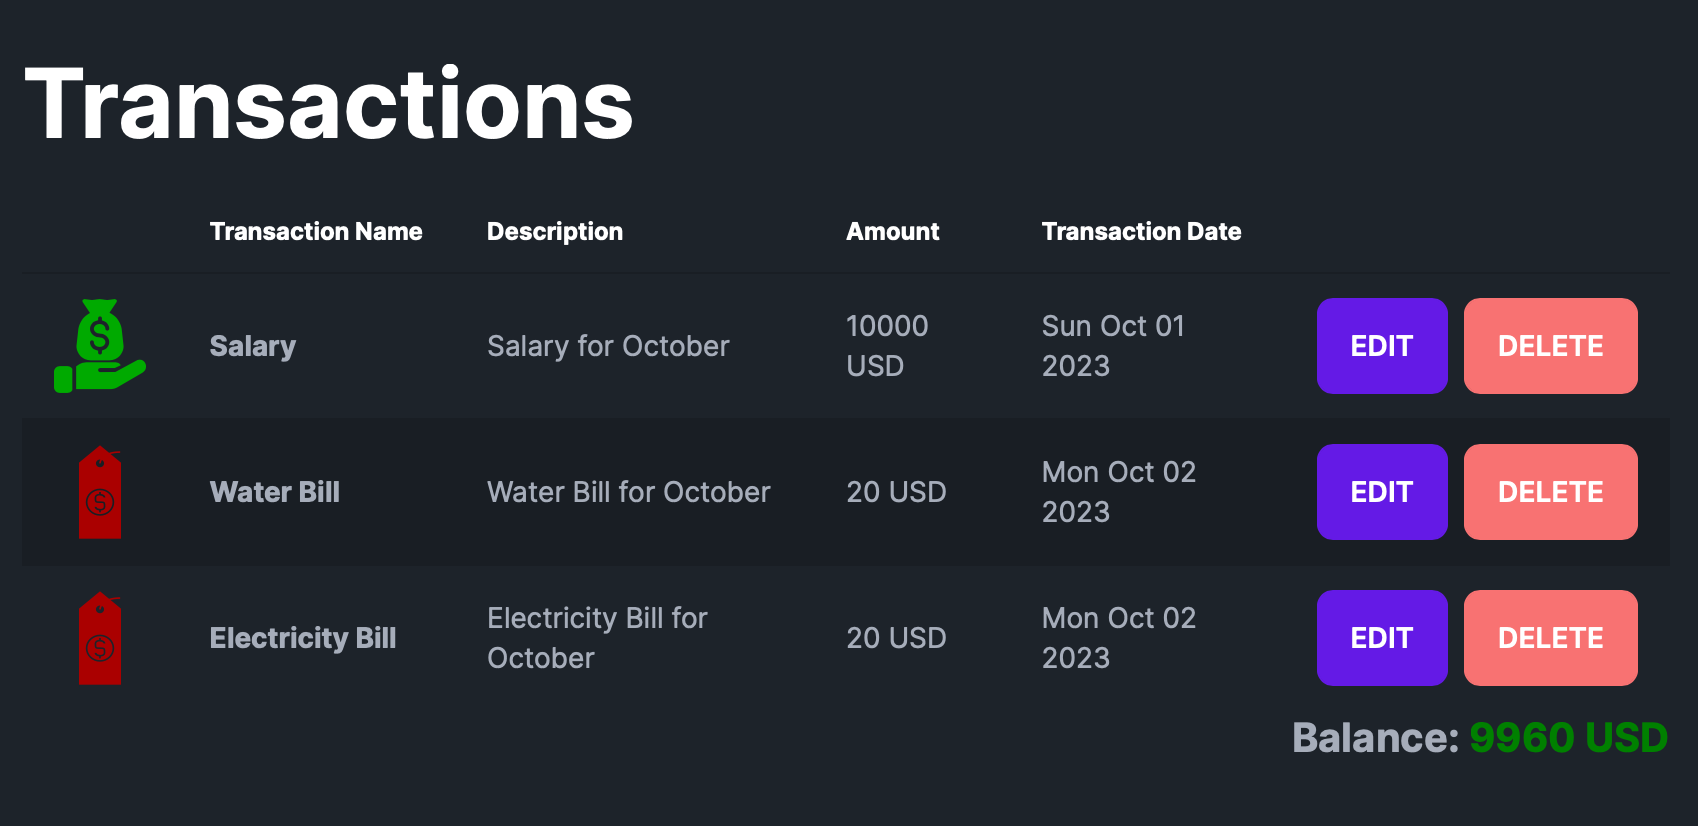 Transactions
Transaction Name Description Amount Transaction Date
Salary Salary for October 10000 USD Sun Oct 01 2023 EDIT DELETE
Water Bill Water Bill for October 20 USD Mon Oct 02 2023 EDIT DELETE
Electricity Bill Electricity Bill for October 20 USD Mon Oct 02 2023 EDIT DELETE
Balance: 9960 USD